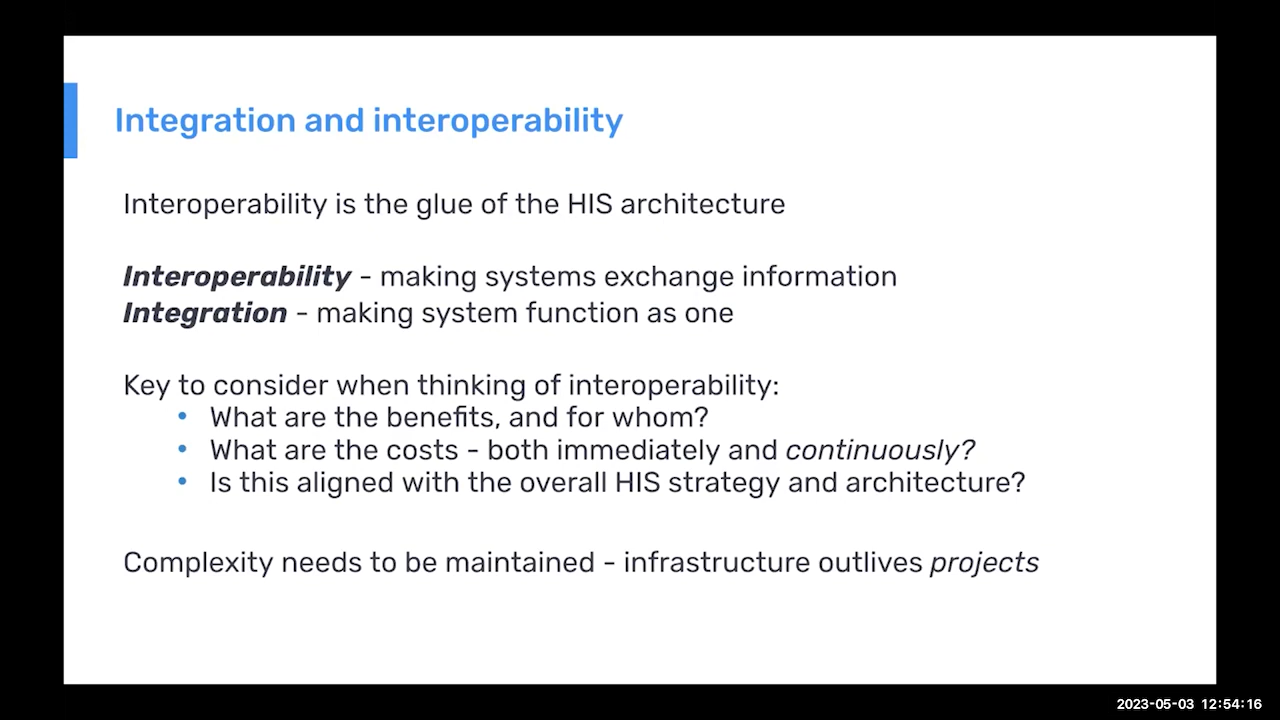 Integration and interoperability
Interoperability is the glue of the HIS architecture
Interoperability - making systems exchange information
Integration - making system function as one
Key to consider when thinking of interoperability:
• What are the benefits, and for whom?
• What are the costs - both immediately and continuously?
• Is this aligned with the overall HIS strategy and architecture?
Complexity needs to be maintained - infrastructure outlives projects
2023-05-03 12:54:16